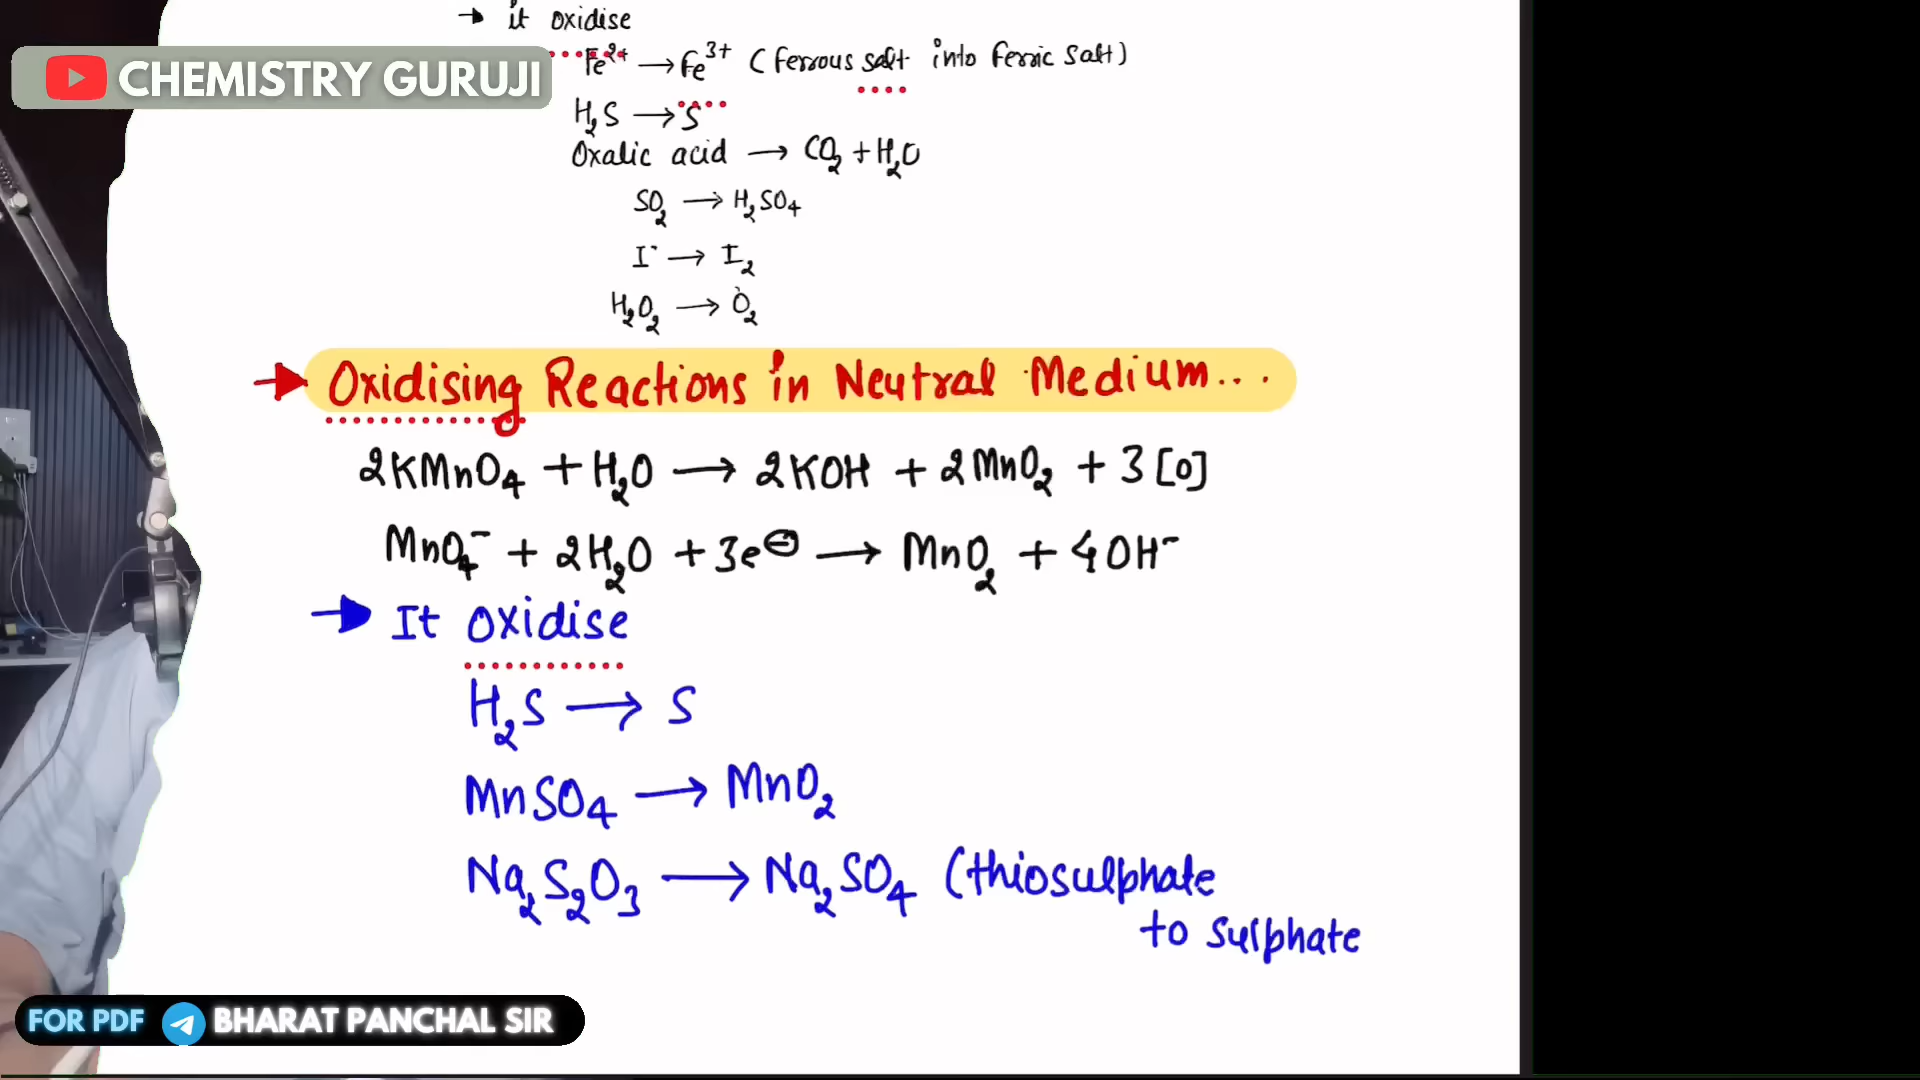 → it oxidise
Fe²⁺ → Fe³⁺ (ferrous salt into ferric salt)
CHEMISTRY GURUJI
H₂S → S
Oxalic acid → CO₂ + H₂O
SO₂ → H₂SO₄
I⁻ → I₂
H₂O₂ → O₂
→ Oxidising Reactions in Neutral Medium...
2KMnO₄ + H₂O → 2KOH + 2MnO₂ + 3[O]
MnO₄⁻ + 2H₂O + 3e⊖ → MnO₂ + 4OH⁻
→ It oxidise
H₂S → S
MnSO₄ → MnO₂
Na₂S₂O₃ → Na₂SO₄ (thiosulphate
to sulphate
FOR PDF BHARAT PANCHAL SIR